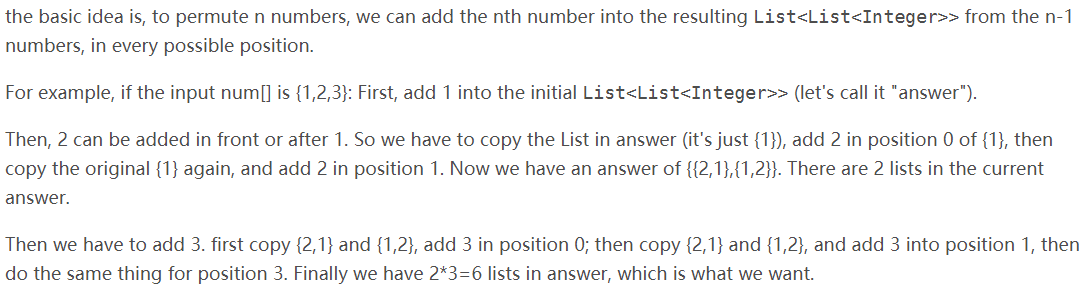 the basic idea is, to permute n numbers, we can add the nth number into the resulting List<List<Integer>> from the n-1
numbers, in every possible position.
For example, if the input num[] is {1,2,3}: First, add 1 into the initial List<List<Integer>> (let's call it "answer").
Then, 2 can be added in front or after 1. So we have to copy the List in answer (it's just {1}), add 2 in position 0 of {1}, then
copy the original {1} again, and add 2 in position 1. Now we have an answer of {{2,1},{1,2}}. There are 2 lists in the current
answer.
Then we have to add 3. first copy {2,1} and {1,2}, add 3 in position 0; then copy {2,1} and {1,2}, and add 3 into position 1, then
do the same thing for position 3. Finally we have 2*3=6 lists in answer, which is what we want.